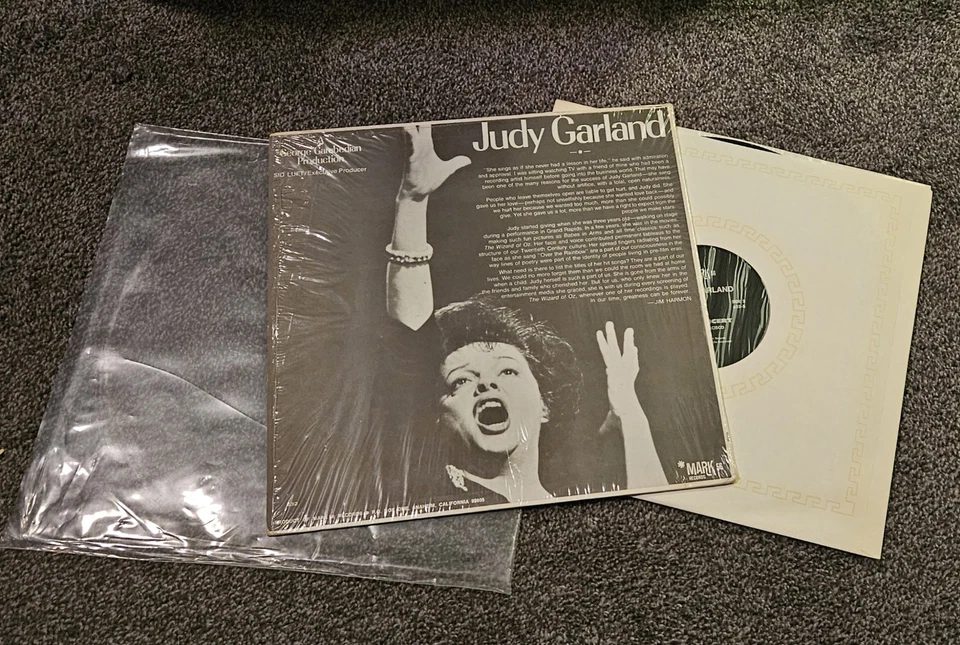 Judy Garland
A
George Garabedian
Production
SID LUFT/Executive Producer
"She sings as if she never had a lesson in her life," he said with admiration
and approval. I was sitting watching TV with a friend of mine who had been a
recording artist himself before going into the business world. That may have
been one of the many reasons for the success of Judy Garland—she sang
without artifice, with a total, open naturalness.
People who leave themselves open are liable to get hurt, and Judy did. She
gave us her love—perhaps not unselfishly because she wanted love back—and
we hurt her because we wanted too much, more than she could possibly
give. Yet she gave us a lot, more than we have a right to expect from the
people we make stars.
Judy started going when she was three years old—walking on stage
during a performance in Grand Rapids. In a few years, she was in the movies,
making such fun pictures as Babes in Arms and all time classics such as
The Wizard of Oz. Her face and voice contributed permanent balances to the
structure of our Twentieth Century culture. Her spread fingers radiating from her
face as she sang "Over the Rainbow" are a part of our consciousness in the
way lines of poetry were part of the identity of people living in years past.
What need is there to list the titles of her hit songs? They are a part of our
lives. We could no more forget them than we could the room we had at home
when a child. Judy herself is such a part of us. She is gone from the arms of
the friends and family who cherished her. But for us, who only knew her in the
entertainment media she graced, she is with us during every screening of
The Wizard of Oz, whenever one of her recordings is played.
In our time, greatness can be forever.
—JIM HARMON
*MARK 56
RECORDS
CALIFORNIA